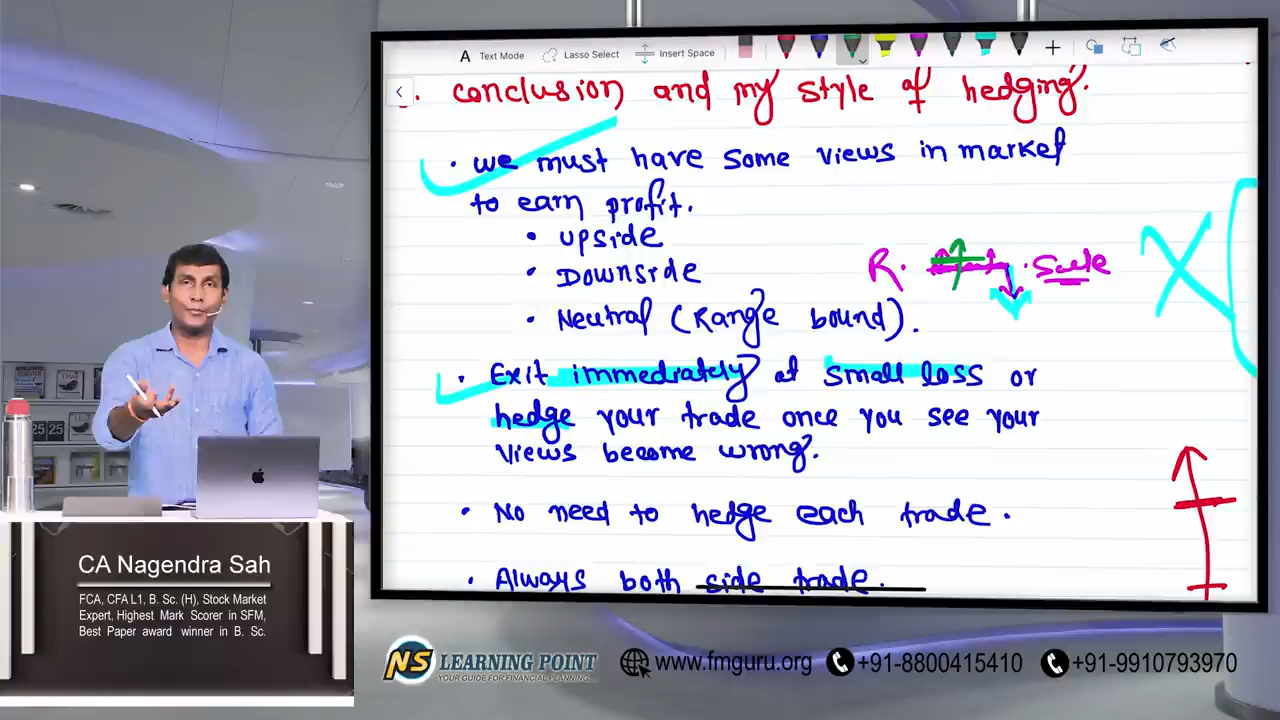 Text Mode
Lasso Select
Insert Space
conclusion and my style of hedging.
• we must have some views in market
to earn profit.
• upside
• Downside
• Neutral (Range bound).
R.
• Exit immediately at small loss or
hedge your trade once you see your
views become wrong.
• No need to hedge each trade.
• Always both side trade.
CA Nagendra Sah
FCA, CFA L1, B. Sc. (H), Stock Market
Expert, Highest Mark Scorer in SFM,
Best Paper award winner in B. Sc.
25 25
NS LEARNING POINT
YOUR GUIDE FOR FINANCIAL PLANNING...
www.fmguru.org
+91-8800415410
+91-9910793970